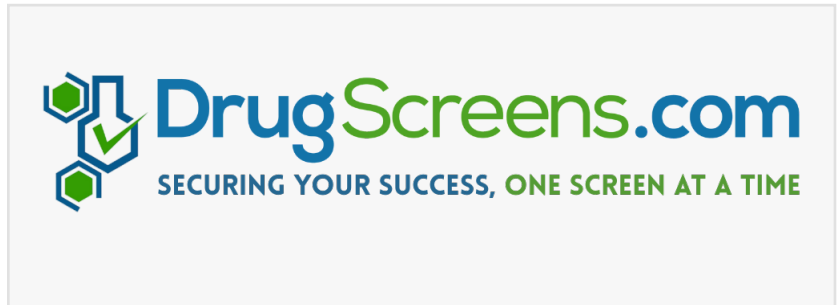 DrugScreens.com
SECURING YOUR SUCCESS, ONE SCREEN AT A TIME